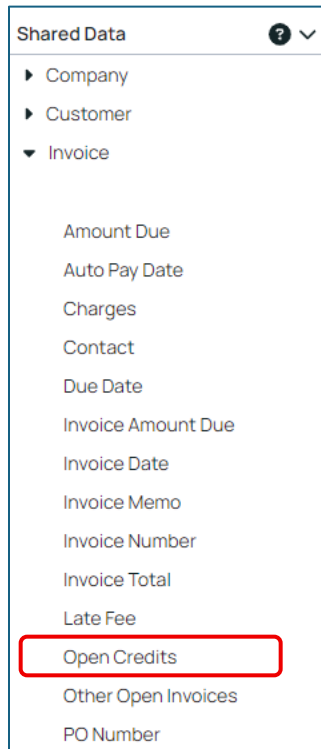 Shared Data ?
Company
Customer
Invoice
Amount Due
Auto Pay Date
Charges
Contact
Due Date
Invoice Amount Due
Invoice Date
Invoice Memo
Invoice Number
Invoice Total
Late Fee
Open Credits
Other Open Invoices
PO Number